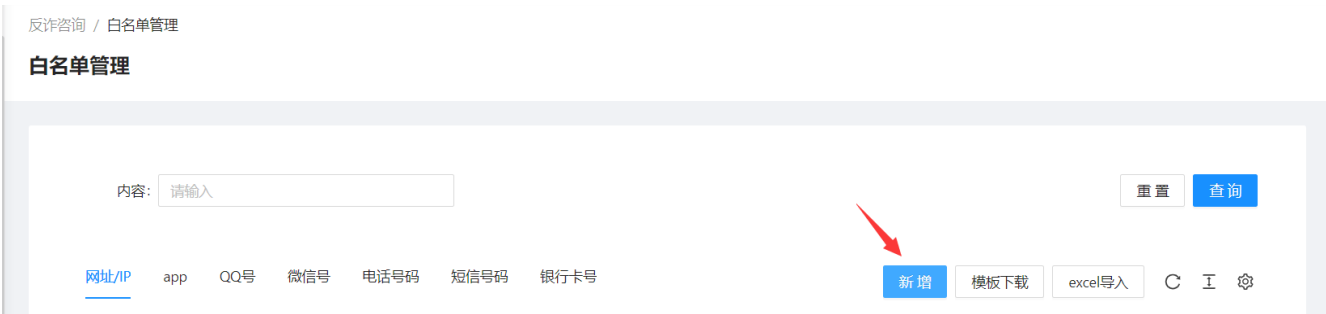 反诈咨询 / 白名单管理
白名单管理
内容: 请输入 重置 查询
网址/IP app QQ号 微信号 电话号码 短信号码 银行卡号 新增 模板下载 excel导入